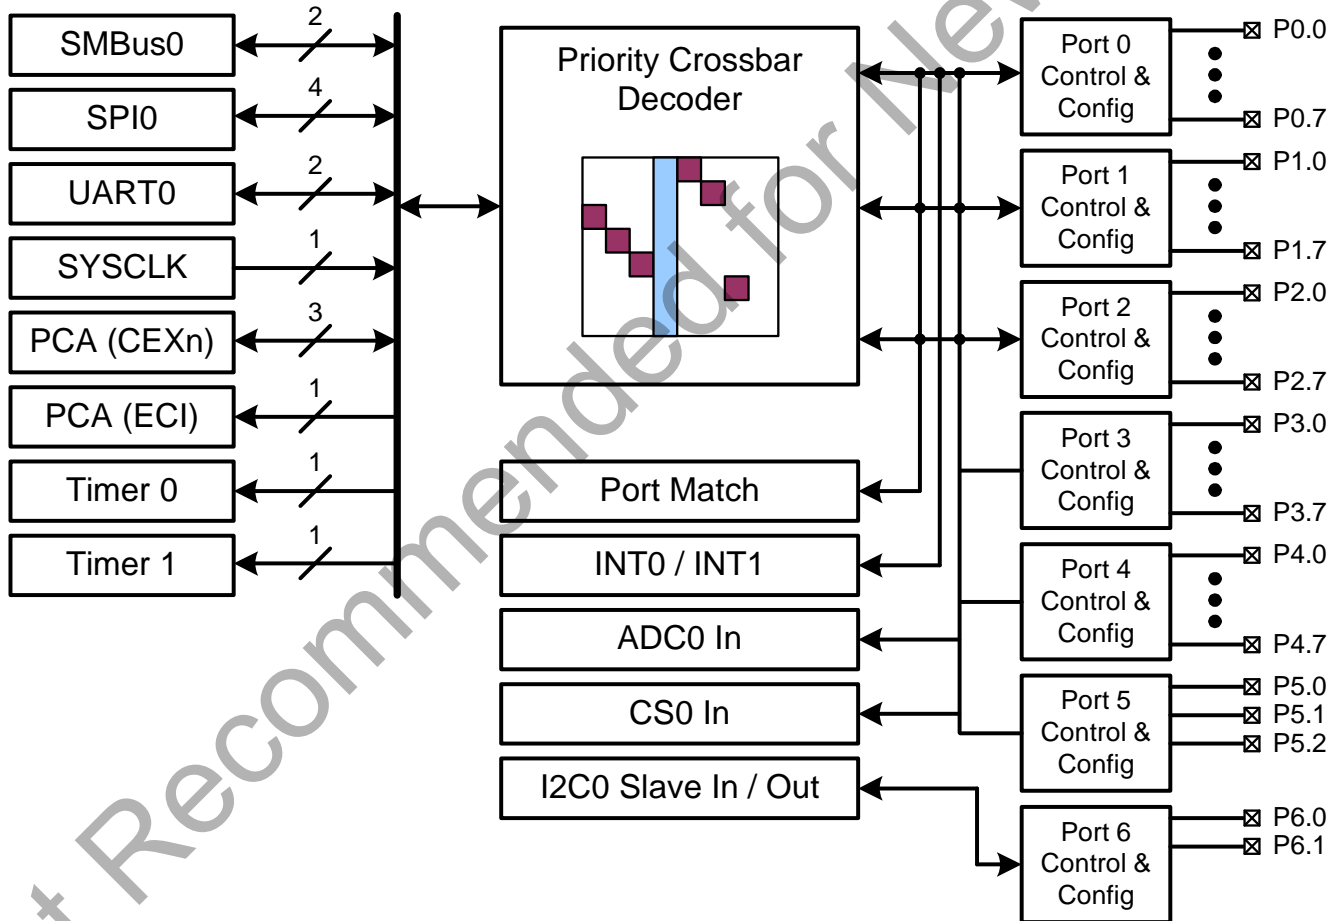 SMBus0
2
SPI0
4
UART0
2
SYSCLK
1
PCA (CEXn)
3
PCA (ECI)
1
Timer 0
1
Timer 1
1
Priority Crossbar
Decoder
Port Match
INT0 / INT1
ADC0 In
CS0 In
I2C0 Slave In / Out
Port 0
Control &
Config
P0.0
P0.7
Port 1
Control &
Config
P1.0
P1.7
Port 2
Control &
Config
P2.0
P2.7
Port 3
Control &
Config
P3.0
P3.7
Port 4
Control &
Config
P4.0
P4.7
Port 5
Control &
Config
P5.0
P5.1
P5.2
Port 6
Control &
Config
P6.0
P6.1
Recommended for